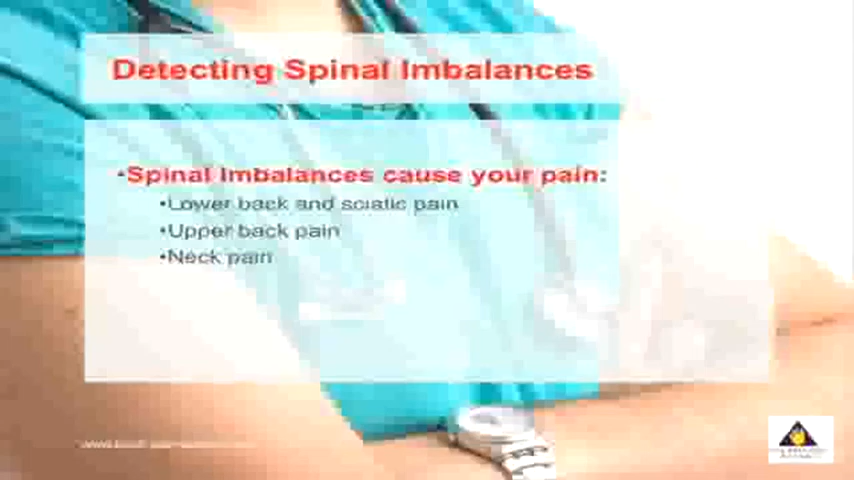 Detecting Spinal Imbalances
•Spinal Imbalances cause your pain:
•Lower back and sciatic pain
•Upper back pain
•Neck pain